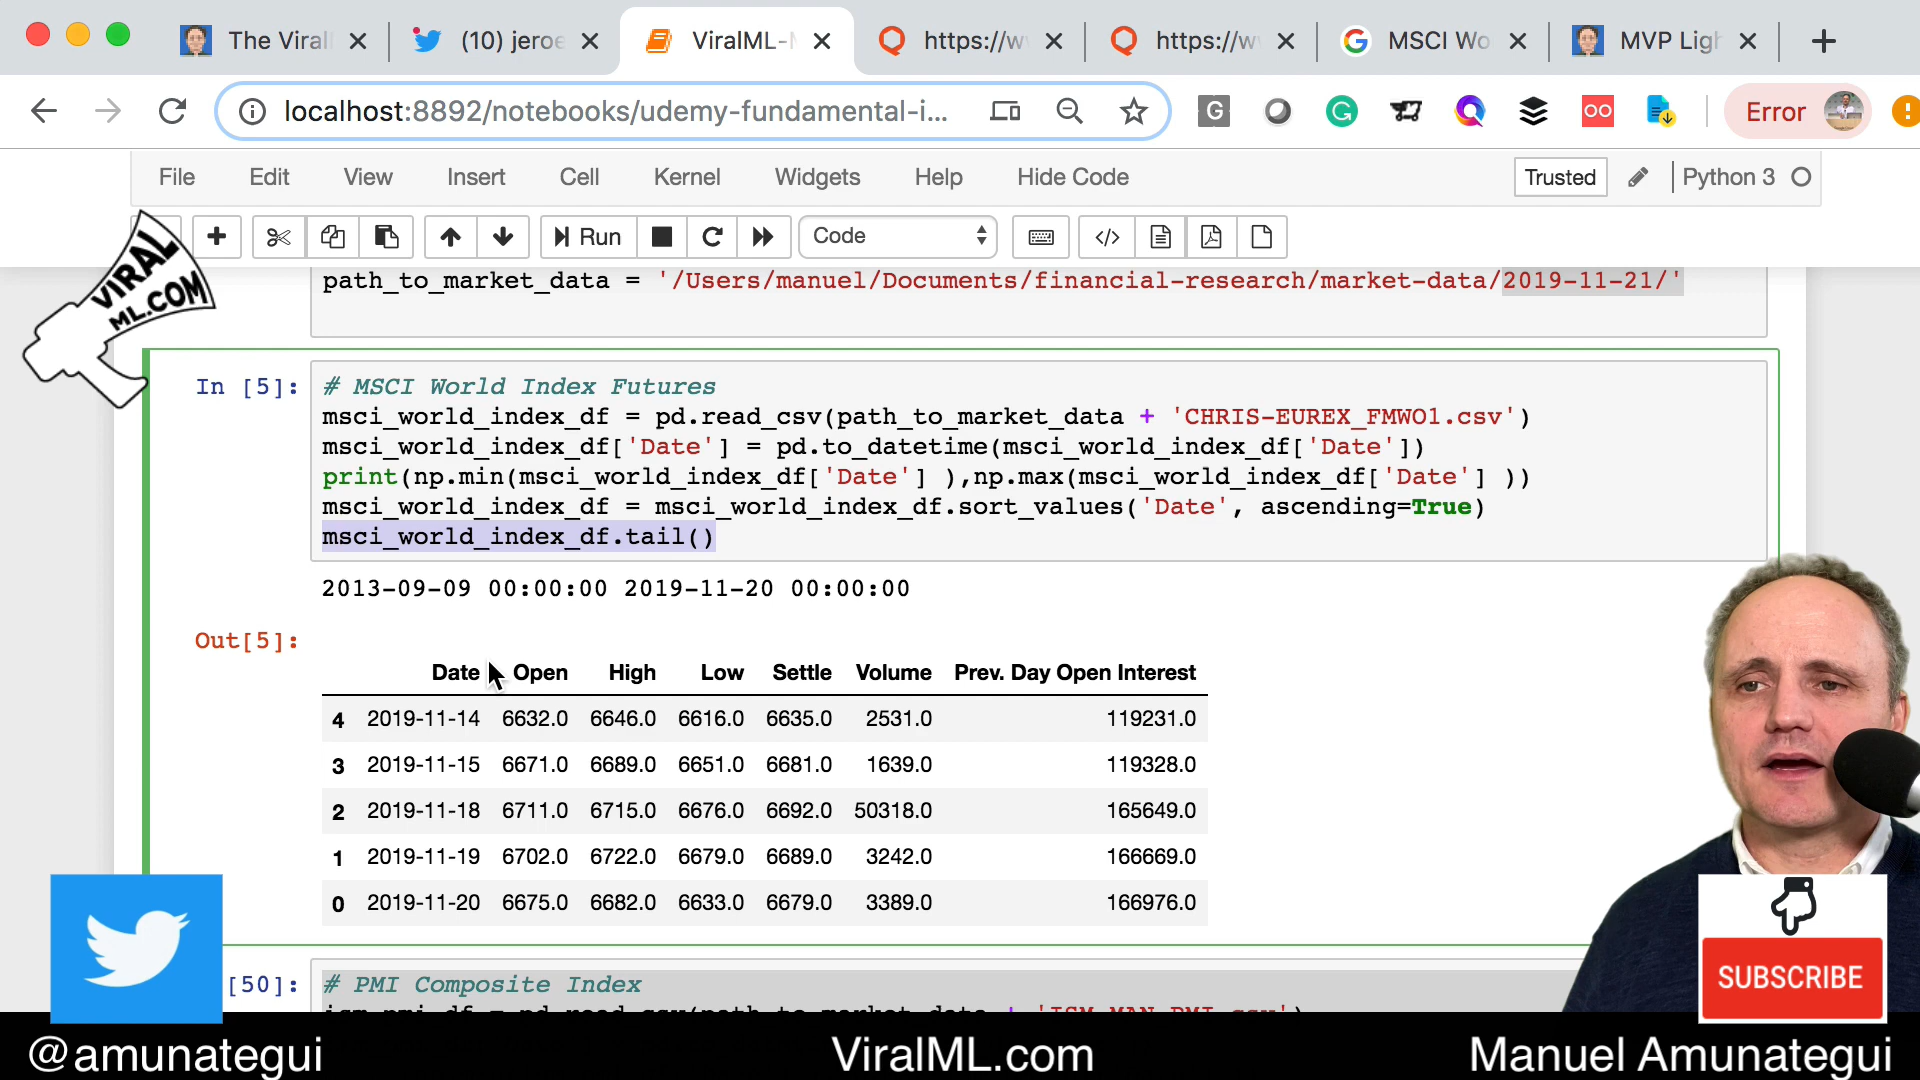 The Viral
(10) jeroe
ViralML-
https://w
https://w
MSCI Wo
MVP Ligh
localhost:8892/notebooks/udemy-fundamental-i...
Error
File Edit View Insert Cell Kernel Widgets Help Hide Code
Trusted
Python 3
Run
Code
VIRAL
ML.COM
path_to_market_data = '/Users/manuel/Documents/financial-research/market-data/2019-11-21/'
In [5]:
# MSCI World Index Futures
msci_world_index_df = pd.read_csv(path_to_market_data + 'CHRIS-EUREX_FMWO1.csv')
msci_world_index_df['Date'] = pd.to_datetime(msci_world_index_df['Date'])
print(np.min(msci_world_index_df['Date'] ),np.max(msci_world_index_df['Date'] ))
msci_world_index_df = msci_world_index_df.sort_values('Date', ascending=True)
msci_world_index_df.tail()
2013-09-09 00:00:00 2019-11-20 00:00:00
Out[5]:
Date Open High Low Settle Volume Prev. Day Open Interest
4 2019-11-14 6632.0 6646.0 6616.0 6635.0 2531.0 119231.0
3 2019-11-15 6671.0 6689.0 6651.0 6681.0 1639.0 119328.0
2 2019-11-18 6711.0 6715.0 6676.0 6692.0 50318.0 165649.0
1 2019-11-19 6702.0 6722.0 6679.0 6689.0 3242.0 166669.0
0 2019-11-20 6675.0 6682.0 6633.0 6679.0 3389.0 166976.0
[50]:
# PMI Composite Index
ism_pmi_df = pd.read_csv(path_to_market_data + 'ISM-MAN_PMI.csv')
SUBSCRIBE
@amunategui
ViralML.com
Manuel Amunategui